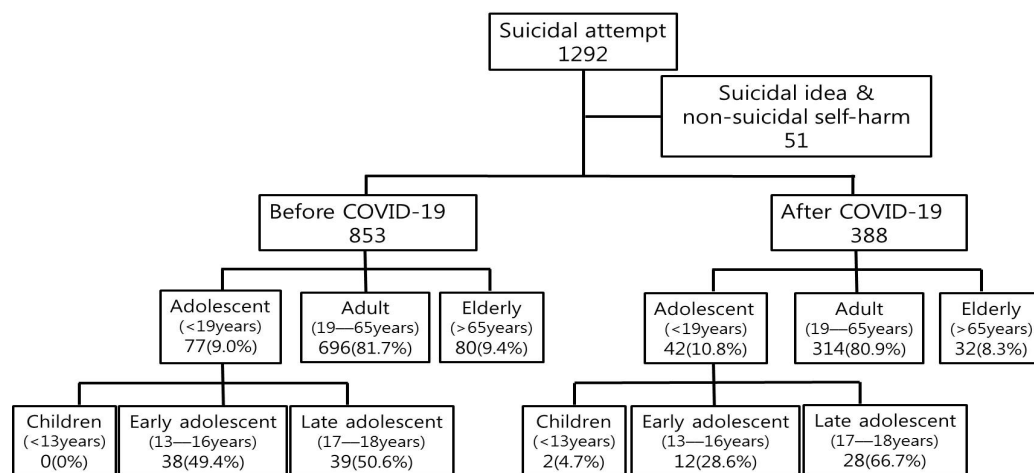 Suicidal attempt
1292
Suicidal idea &
non-suicidal self-harm
51
Before COVID-19
853
After COVID-19
388
Adolescent
(<19years)
77(9.0%)
Adult
(19—65years)
696(81.7%)
Elderly
(>65years)
80(9.4%)
Adolescent
(<19years)
42(10.8%)
Adult
(19—65years)
314(80.9%)
Elderly
(>65years)
32(8.3%)
Children
(<13years)
0(0%)
Early adolescent
(13—16years)
38(49.4%)
Late adolescent
(17—18years)
39(50.6%)
Children
(<13years)
2(4.7%)
Early adolescent
(13—16years)
12(28.6%)
Late adolescent
(17—18years)
28(66.7%)